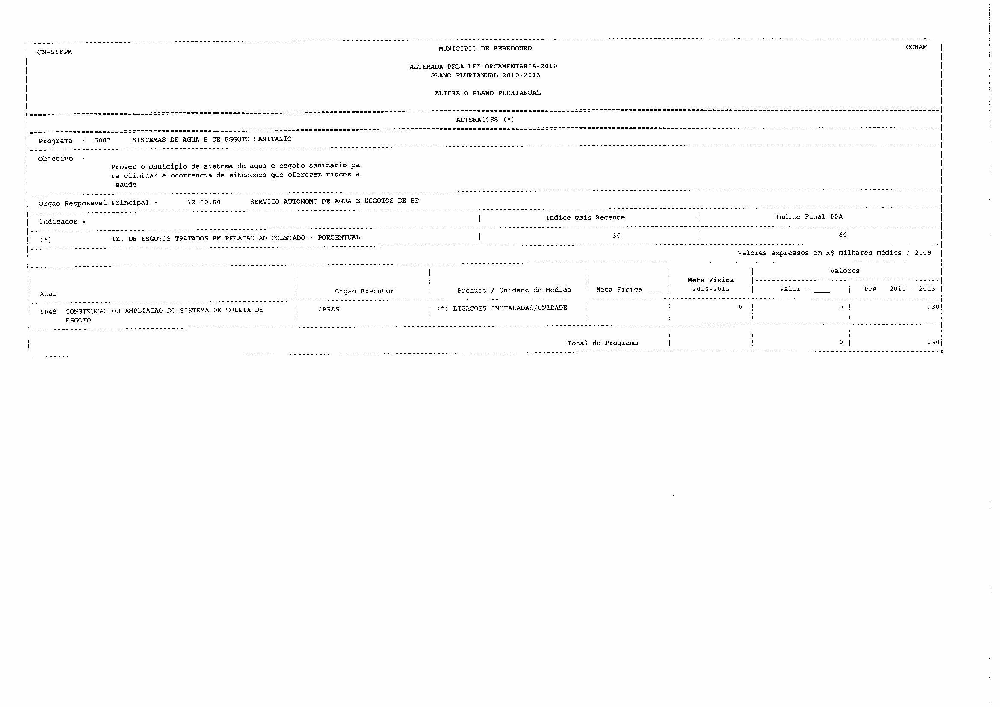 CN-SIFPM MUNICIPIO DE BEBEDOURO CONAM
ALTERADA PELA LEI ORCAMENTARIA-2010
PLANO PLURIANUAL 2010-2013
ALTERA O PLANO PLURIANUAL
ALTERACOES (*)
Programa : 5007 SISTEMAS DE AGUA E DE ESGOTO SANITARIO
Objetivo :
Prover o municipio de sistema de agua e esgoto sanitario pa
ra eliminar a ocorrencia de situacoes que oferecem riscos a
saude.
Orgao Resposavel Principal : 12.00.00 SERVICO AUTONOMO DE AGUA E ESGOTOS DE BE
Indicador : Indice mais Recente Indice Final PPA
(*) TX. DE ESGOTOS TRATADOS EM RELACAO AO COLETADO - PORCENTUAL 30 60
Valores expressos em R$ milhares médios / 2009
Valores
Meta Fisica
Acao Orgao Executor Produto / Unidade de Medida Meta Fisica ____ 2010-2013 Valor - ____ PPA 2010 - 2013
1048 CONSTRUCAO OU AMPLIACAO DO SISTEMA DE COLETA DE OBRAS (*) LIGACOES INSTALADAS/UNIDADE 0 0 130
ESGOTO
Total do Programa 0 130